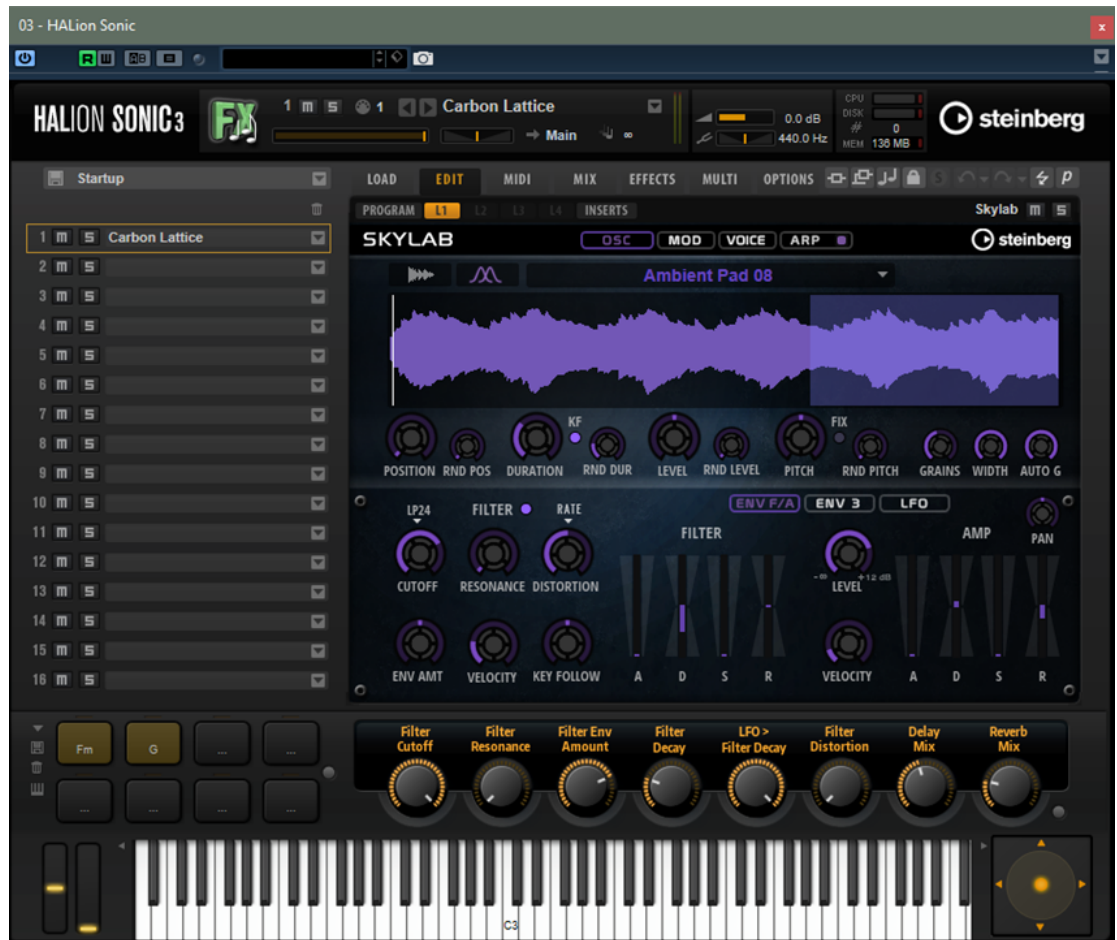 03 - HALion Sonic
x
R
AB
HALION SONIC 3
FX
1 m S 1 Carbon Lattice
Main
0.0 dB
440.0 Hz
CPU
DISK
# 0
MEM 136 MB
steinberg
Startup
LOAD EDIT MIDI MIX EFFECTS MULTI OPTIONS S P
PROGRAM L1 L2 L3 L4 INSERTS Skylab m S
1 m S Carbon Lattice
2 m S
3 m S
4 m S
5 m S
6 m S
7 m S
8 m S
9 m S
10 m S
11 m S
12 m S
13 m S
14 m S
15 m S
16 m S
SKYLAB OSC MOD VOICE ARP steinberg
Ambient Pad 08
KF FIX
POSITION RND POS DURATION RND DUR LEVEL RND LEVEL PITCH RND PITCH GRAINS WIDTH AUTO G
ENV F/A ENV 3 LFO
LP24 FILTER RATE
FILTER AMP PAN
CUTOFF RESONANCE DISTORTION
-∞ +12 dB
LEVEL
ENV AMT VELOCITY KEY FOLLOW A D S R VELOCITY A D S R
Fm G ... ...
... ... ... ...
Filter Cutoff
Filter Resonance
Filter Env Amount
Filter Decay
LFO > Filter Decay
Filter Distortion
Delay Mix
Reverb Mix
C3